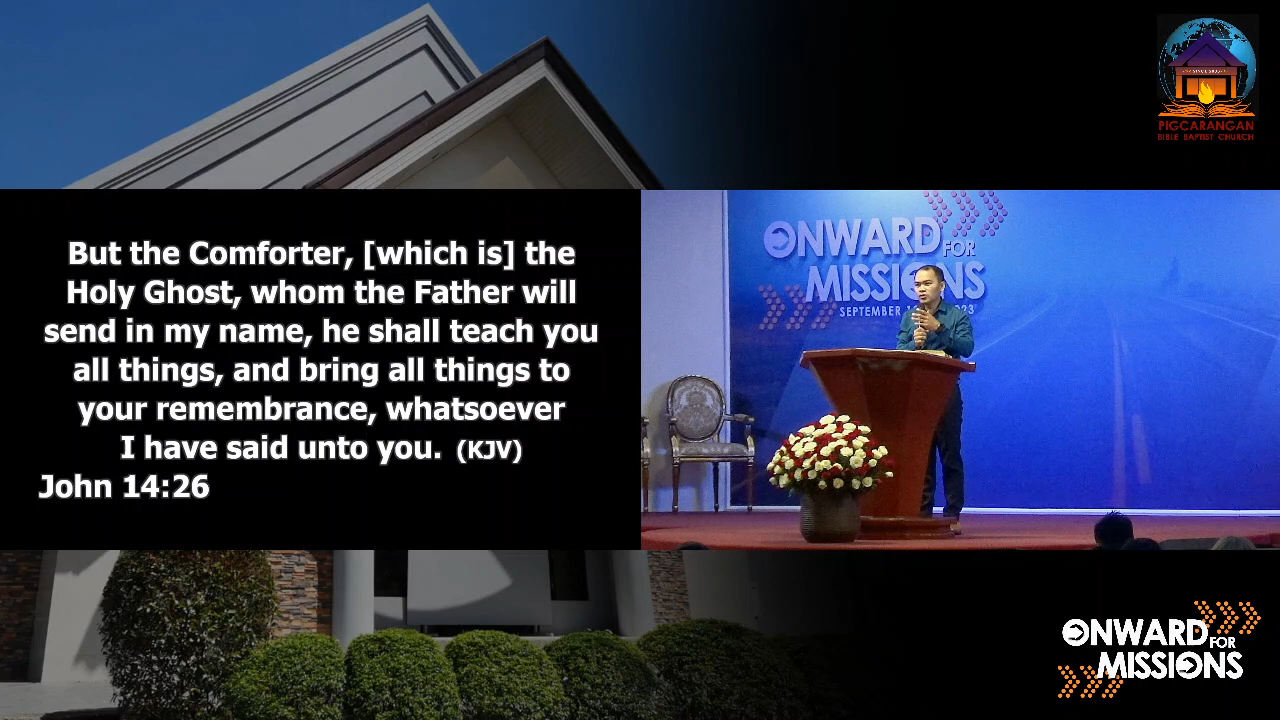 PIGCARANGAN
BIBLE BAPTIST CHURCH
But the Comforter, [which is] the
Holy Ghost, whom the Father will
send in my name, he shall teach you
all things, and bring all things to
your remembrance, whatsoever
I have said unto you. (KJV)
John 14:26
ONWARD
FOR
MISSIONS
SEPTEMBER
ONWARD
FOR
MISSIONS